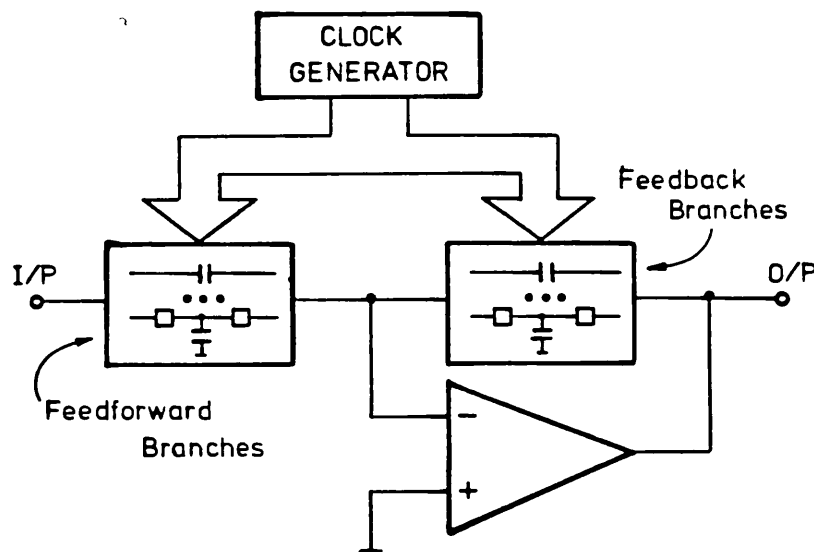 CLOCK
GENERATOR
Feedback
Branches
I/P
O/P
Feedforward
Branches
−
+